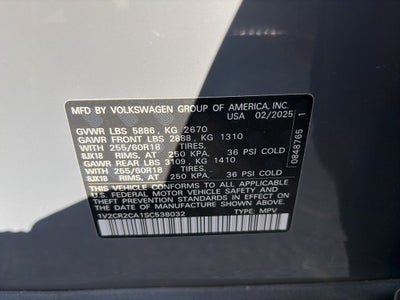 MFD BY VOLKSWAGEN GROUP OF AMERICA, INC.
USA 02/2025
GVWR LBS 5886, KG 2670
GAWR FRONT LBS 2888, KG 1310
WITH 255/60R18 TIRES,
8JX18 RIMS, AT 250 KPA. 36 PSI COLD
GAWR REAR LBS 3109, KG 1410
WITH 255/60R18 TIRES,
8JX18 RIMS, AT 250 KPA. 36 PSI COLD
THIS VEHICLE CONFORMS TO ALL APPLICABLE
U.S. FEDERAL MOTOR VEHICLE SAFETY AND
THEFT PREVENTION STANDARDS IN EFFECT ON
THE DATE OF MANUFACTURE SHOWN ABOVE.
1V2CR2CA1SC538032 TYPE: MPV
0848765 1